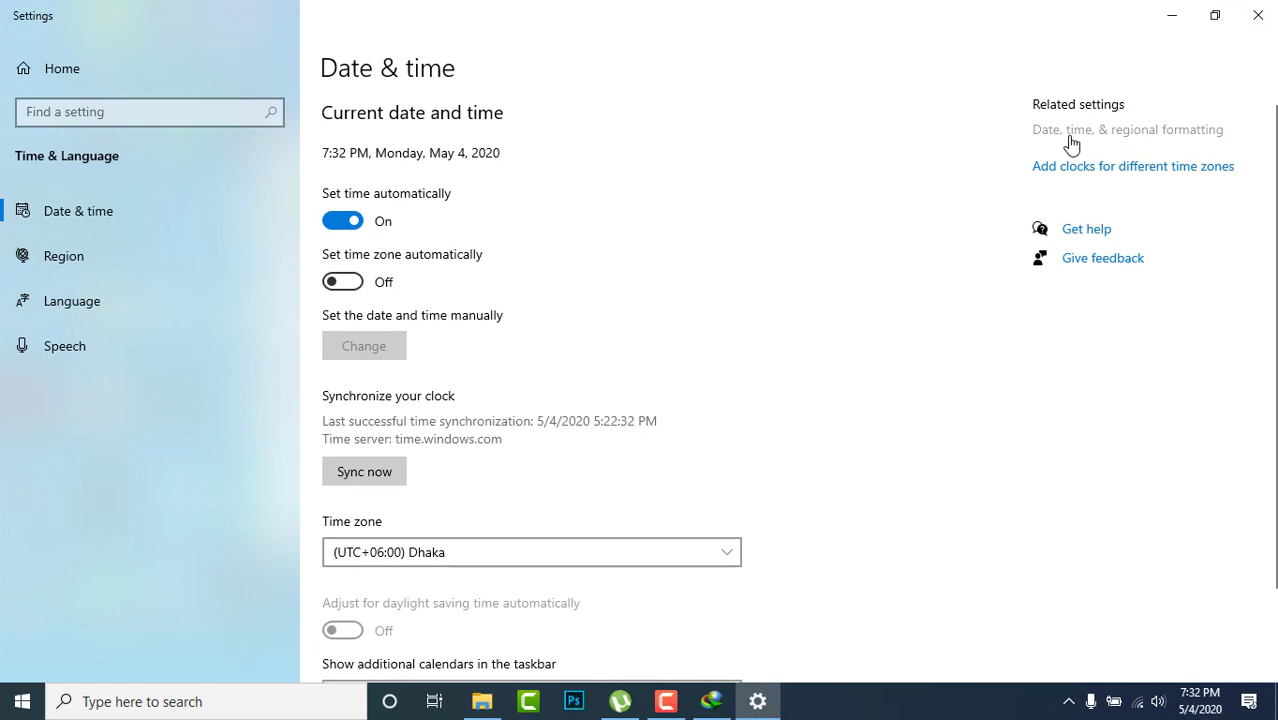 Settings
Home
Find a setting
Time & Language
Date & time
Region
Language
Speech
Date & time
Current date and time
7:32 PM, Monday, May 4, 2020
Set time automatically
On
Set time zone automatically
Off
Set the date and time manually
Change
Synchronize your clock
Last successful time synchronization: 5/4/2020 5:22:32 PM
Time server: time.windows.com
Sync now
Time zone
(UTC+06:00) Dhaka
Adjust for daylight saving time automatically
Off
Show additional calendars in the taskbar
Related settings
Date, time, & regional formatting
Add clocks for different time zones
Get help
Give feedback
Type here to search
C
Ps
C
7:32 PM
5/4/2020